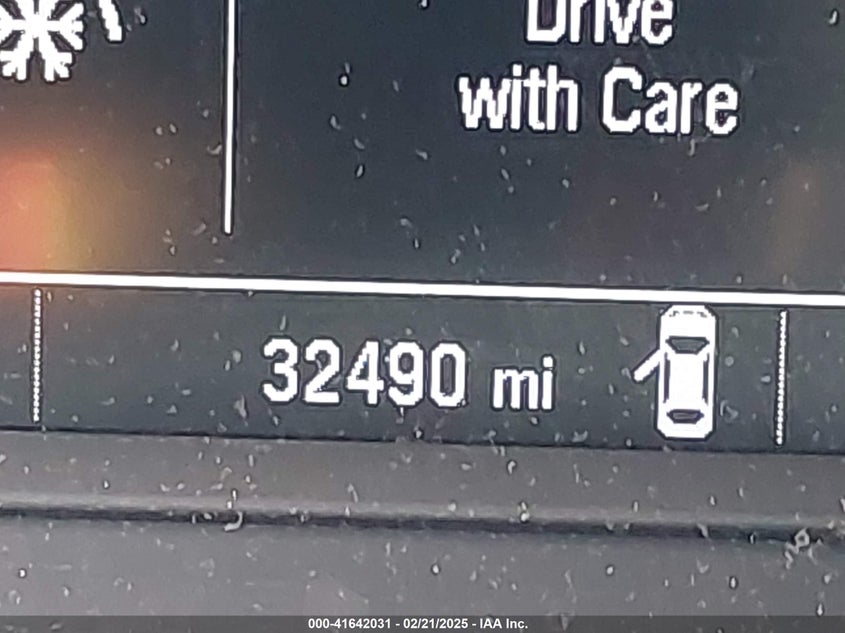 Drive
with Care
32490 mi
000-41642031 - 02/21/2025 - IAA Inc.